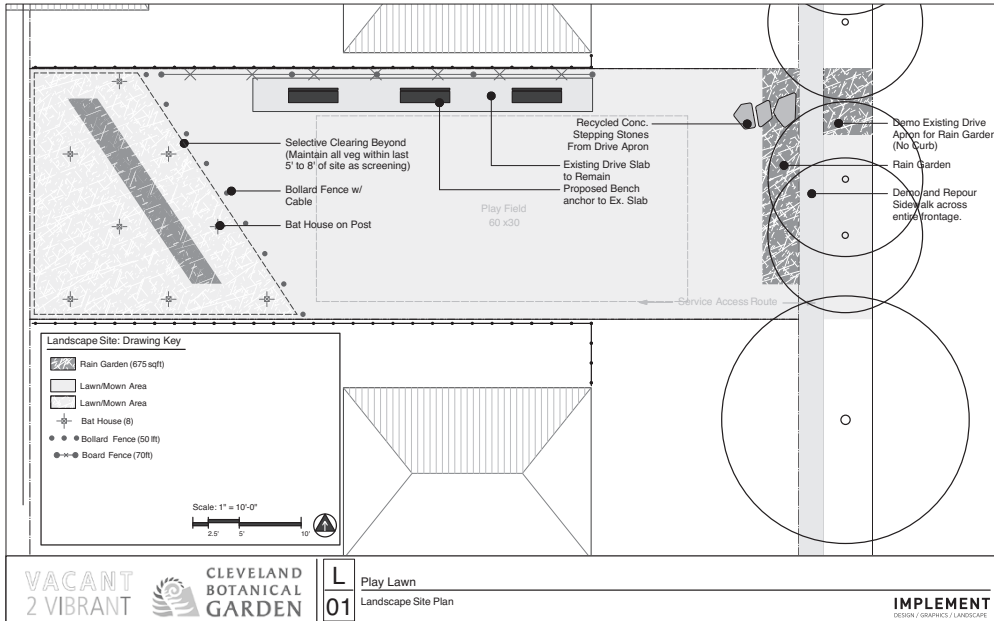 Selective Clearing Beyond
(Maintain all veg within last
5' to 8' of site as screening)
Bollard Fence w/
Cable
Bat House on Post
Play Field
60 x30
Recycled Conc.
Stepping Stones
From Drive Apron
Existing Drive Slab
to Remain
Proposed Bench
anchor to Ex. Slab
Demo Existing Drive
Apron for Rain Garden
(No Curb)
Rain Garden
Demo and Repour
Sidewalk across
entire frontage.
Service Access Route
Landscape Site: Drawing Key
Rain Garden (675 sqft)
Lawn/Mown Area
Lawn/Mown Area
Bat House (8)
Bollard Fence (50 lft)
Board Fence (70ft)
Scale: 1" = 10'-0"
2.5' 5' 10'
VACANT
2 VIBRANT
CLEVELAND
BOTANICAL
GARDEN
L
01
Play Lawn
Landscape Site Plan
IMPLEMENT
DESIGN / GRAPHICS / LANDSCAPE